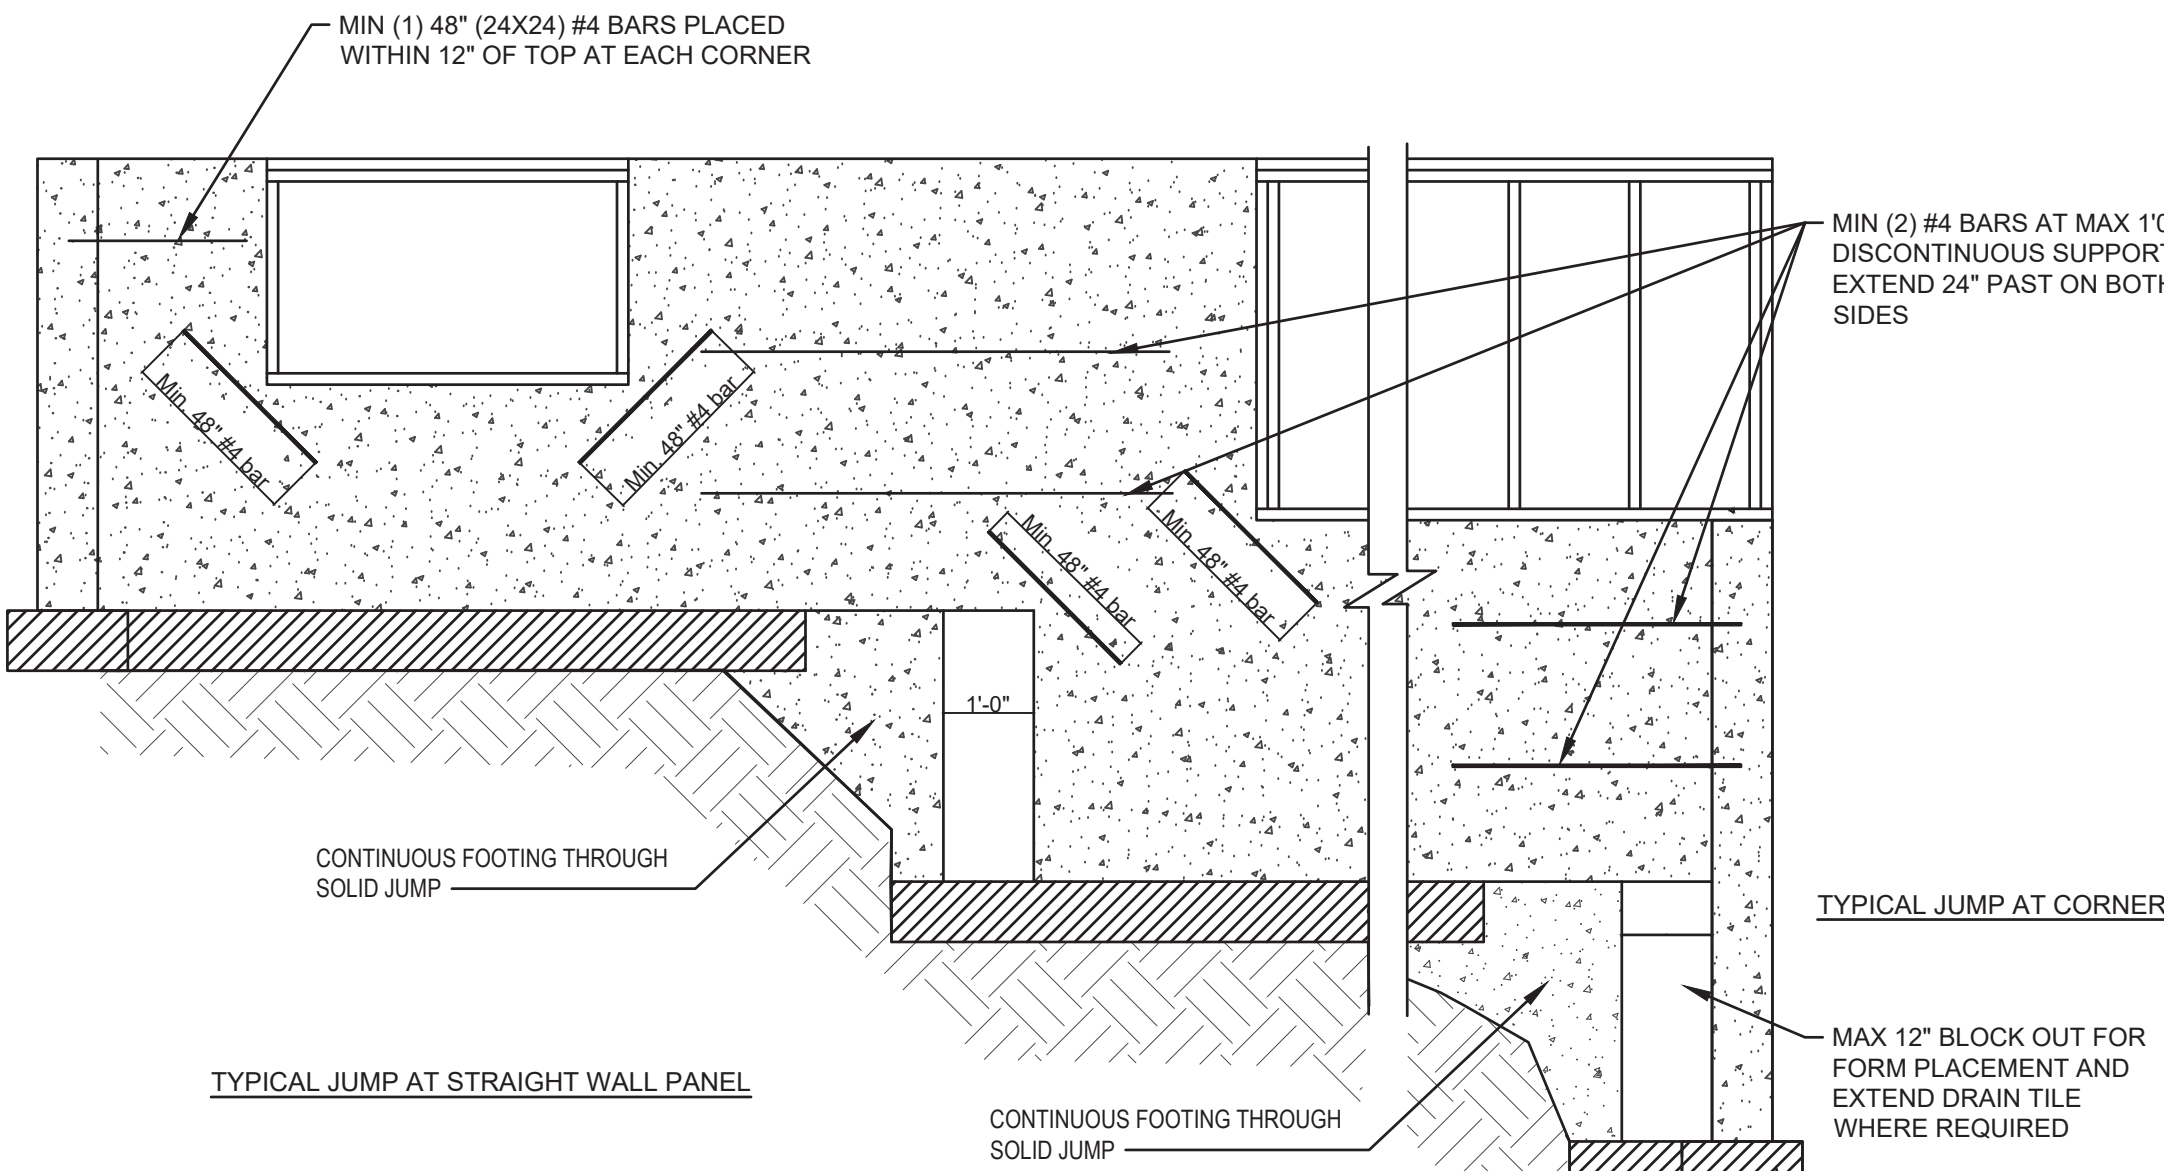 MIN (1) 48" (24X24) #4 BARS PLACED
WITHIN 12" OF TOP AT EACH CORNER
MIN (2) #4 BARS AT MAX
DISCONTINUOUS
EXTEND 24" PAST ON
SIDES
Min. 48" #4 bar
Min. 48" #4 bar
Min. 48" #4 bar
Min. 48" #4 bar
1'-0"
CONTINUOUS FOOTING THROUGH
SOLID JUMP
TYPICAL JUMP AT CORNER
TYPICAL JUMP AT STRAIGHT WALL PANEL
MAX 12" BLOCK OUT FOR
FORM PLACEMENT AND
EXTEND DRAIN TILE
WHERE REQUIRED
CONTINUOUS FOOTING THROUGH
SOLID JUMP